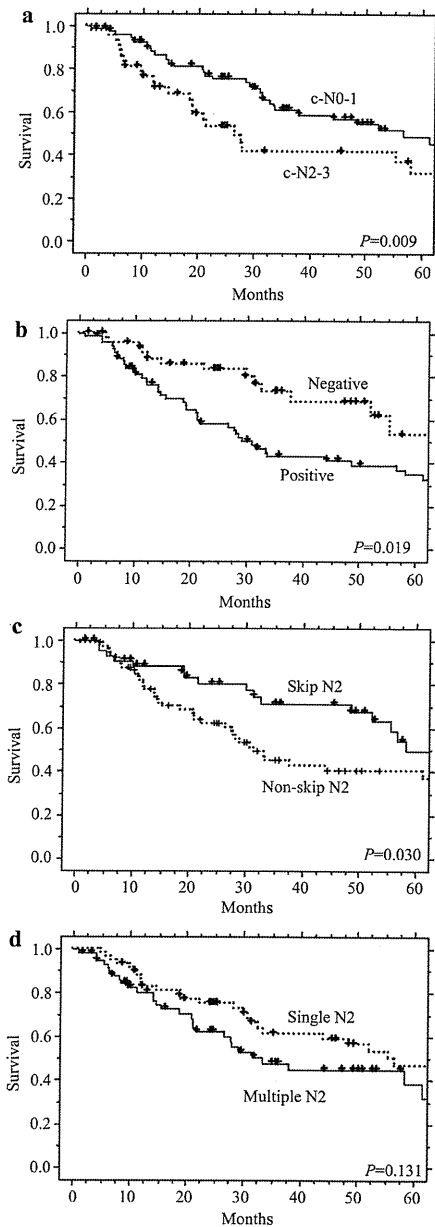 a
1.0
0.8
0.6
0.4
0.2
0.0
Survival
c-N0-1
c-N2-3
P=0.009
0 10 20 30 40 50 60
Months
b
1.0
0.8
0.6
0.4
0.2
0.0
Survival
Negative
Positive
P=0.019
0 10 20 30 40 50 60
Months
c
1.0
0.8
0.6
0.4
0.2
0.0
Survival
Skip N2
Non-skip N2
P=0.030
0 10 20 30 40 50 60
Months
d
1.0
0.8
0.6
0.4
0.2
0.0
Survival
Single N2
Multiple N2
P=0.131
0 10 20 30 40 50 60
Months